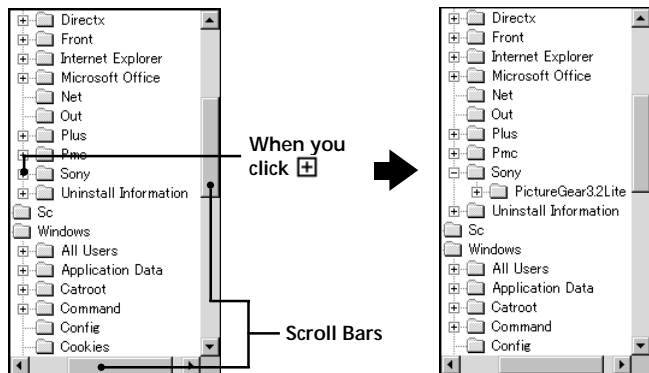 Directx
Front
Internet Explorer
Microsoft Office
Net
Out
Plus
Pmc
Sony
Uninstall Information
Sc
Windows
All Users
Application Data
Catroot
Command
Config
Cookies
When you
click
Scroll Bars
Directx
Front
Internet Explorer
Microsoft Office
Net
Out
Plus
Pmc
Sony
PictureGear3.2Lite
Uninstall Information
Sc
Windows
All Users
Application Data
Catroot
Command
Config